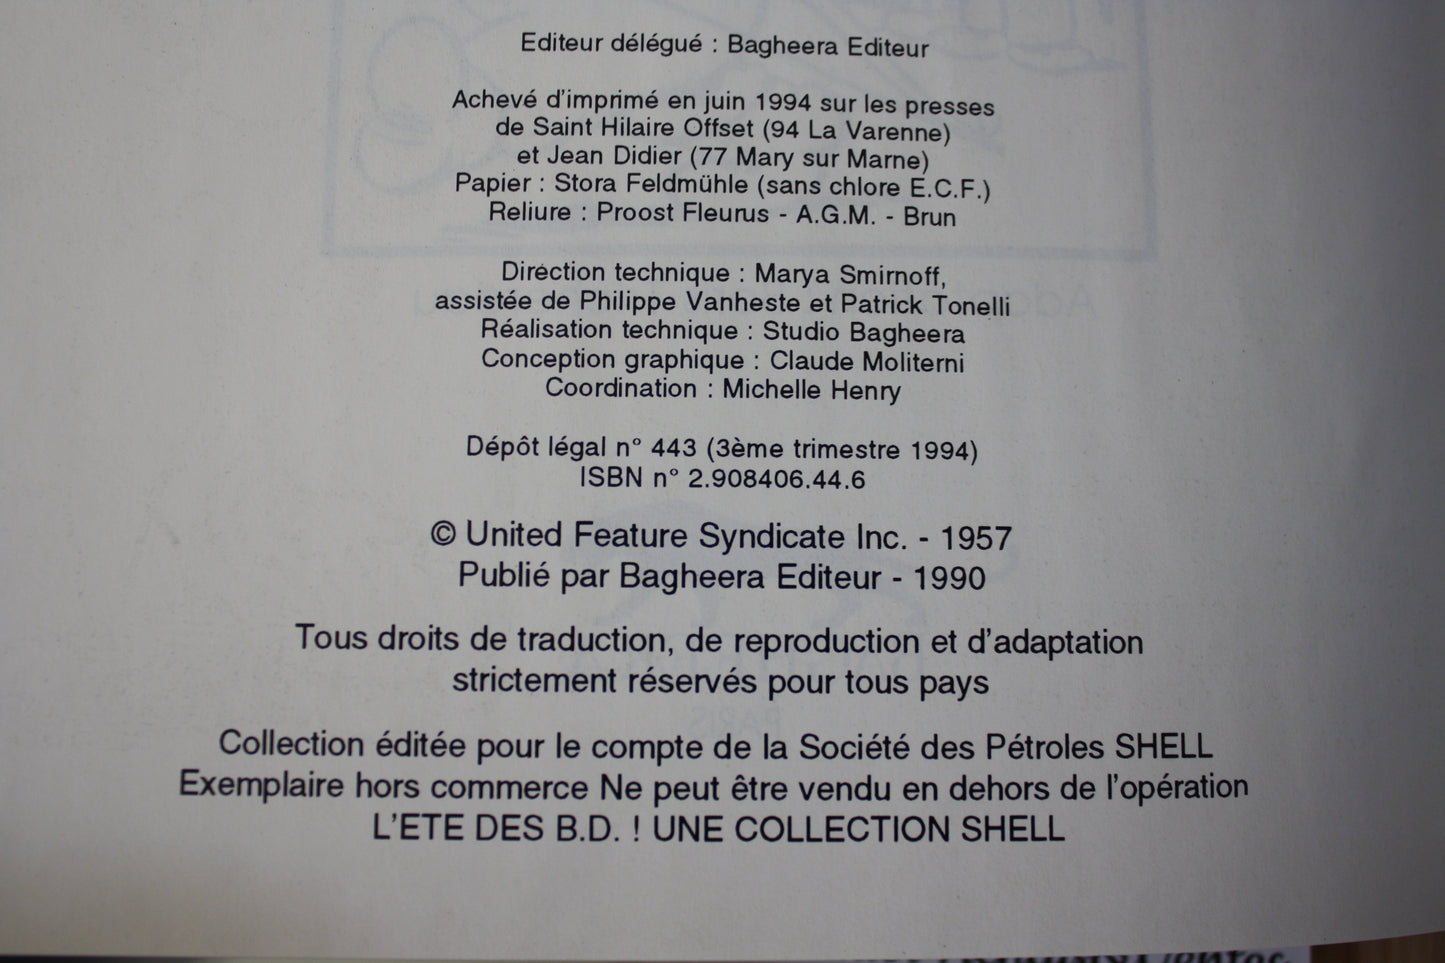 Editeur délégué : Bagheera Editeur
Achevé d'imprimé en juin 1994 sur les presses
de Saint Hilaire Offset (94 La Varenne)
et Jean Didier (77 Mary sur Marne)
Papier : Stora Feldmühle (sans chlore E.C.F.)
Reliure : Proost Fleurus - A.G.M. - Brun
Direction technique : Marya Smirnoff,
assistée de Philippe Vanheste et Patrick Tonelli
Réalisation technique : Studio Bagheera
Conception graphique : Claude Moliterni
Coordination : Michelle Henry
Dépôt légal n° 443 (3ème trimestre 1994)
ISBN n° 2.908406.44.6
© United Feature Syndicate Inc. - 1957
Publié par Bagheera Editeur - 1990
Tous droits de traduction, de reproduction et d'adaptation
strictement réservés pour tous pays
Collection éditée pour le compte de la Société des Pétroles SHELL
Exemplaire hors commerce Ne peut être vendu en dehors de l'opération
L'ETE DES B.D. ! UNE COLLECTION SHELL